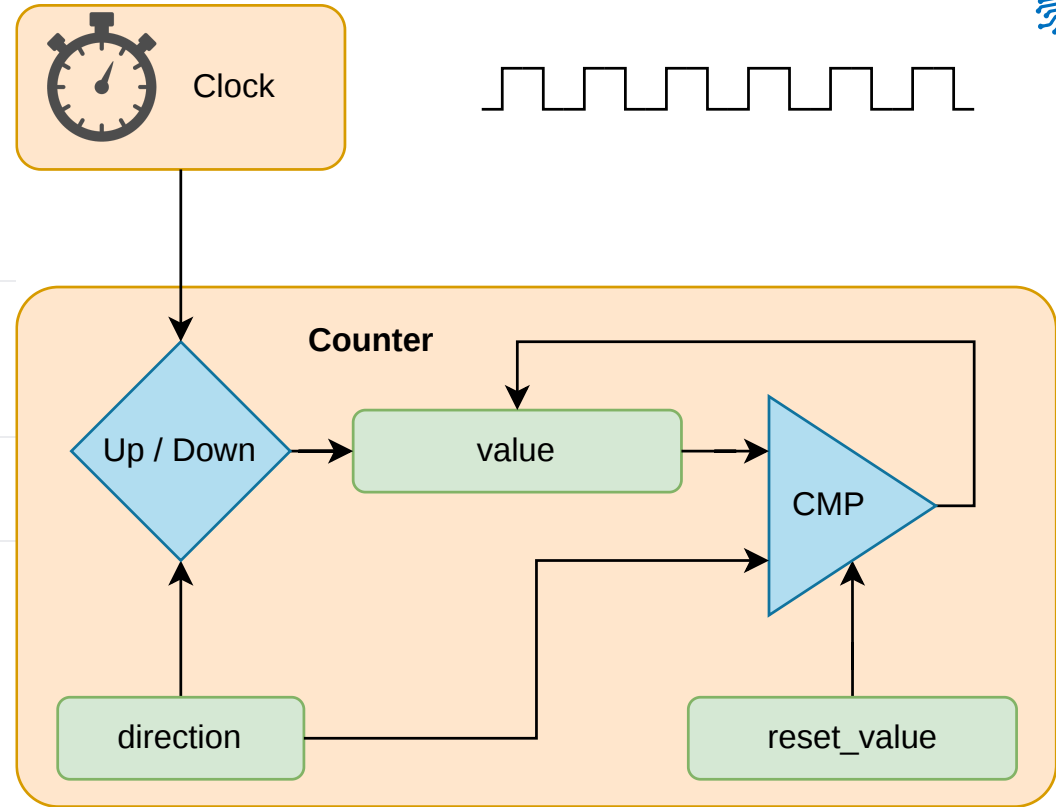 Clock
Counter
Up / Down
value
CMP
direction
reset_value